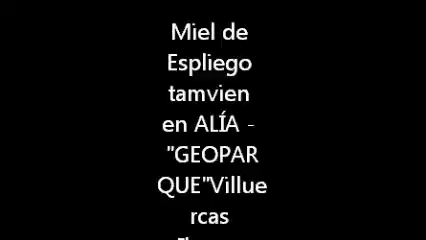 Miel de
Espliego
tamvien
en ALÍA -
"GEOPAR
QUE"Villue
rcas